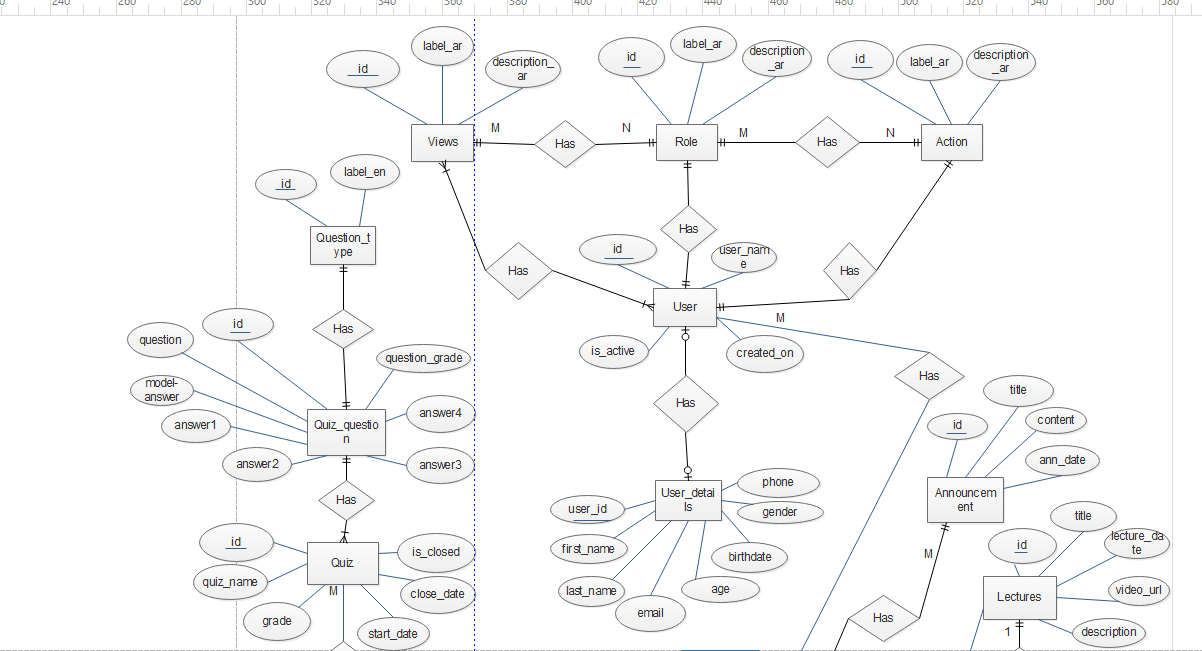 240
260
280
300
320
340
360
380
400
420
440
460
480
500
520
540
560
580
id
label_ar
description_
ar
id
label_ar
description
_ar
id
label_ar
description
_ar
Views
M
Has
N
Role
M
Has
N
Action
id
label_en
Question_t
ype
Has
id
user_nam
e
Has
Has
User
M
is_active
created_on
Has
id
question
question_grade
model-
answer
answer1
answer4
Quiz_questio
n
answer2
answer3
Has
Has
Has
title
id
content
ann_date
Announcem
ent
User_detai
ls
phone
gender
user_id
first_name
birthdate
last_name
age
email
id
is_closed
Quiz
quiz_name
close_date
M
grade
start_date
M
Has
title
id
lecture_da
te
Lectures
video_url
1
description